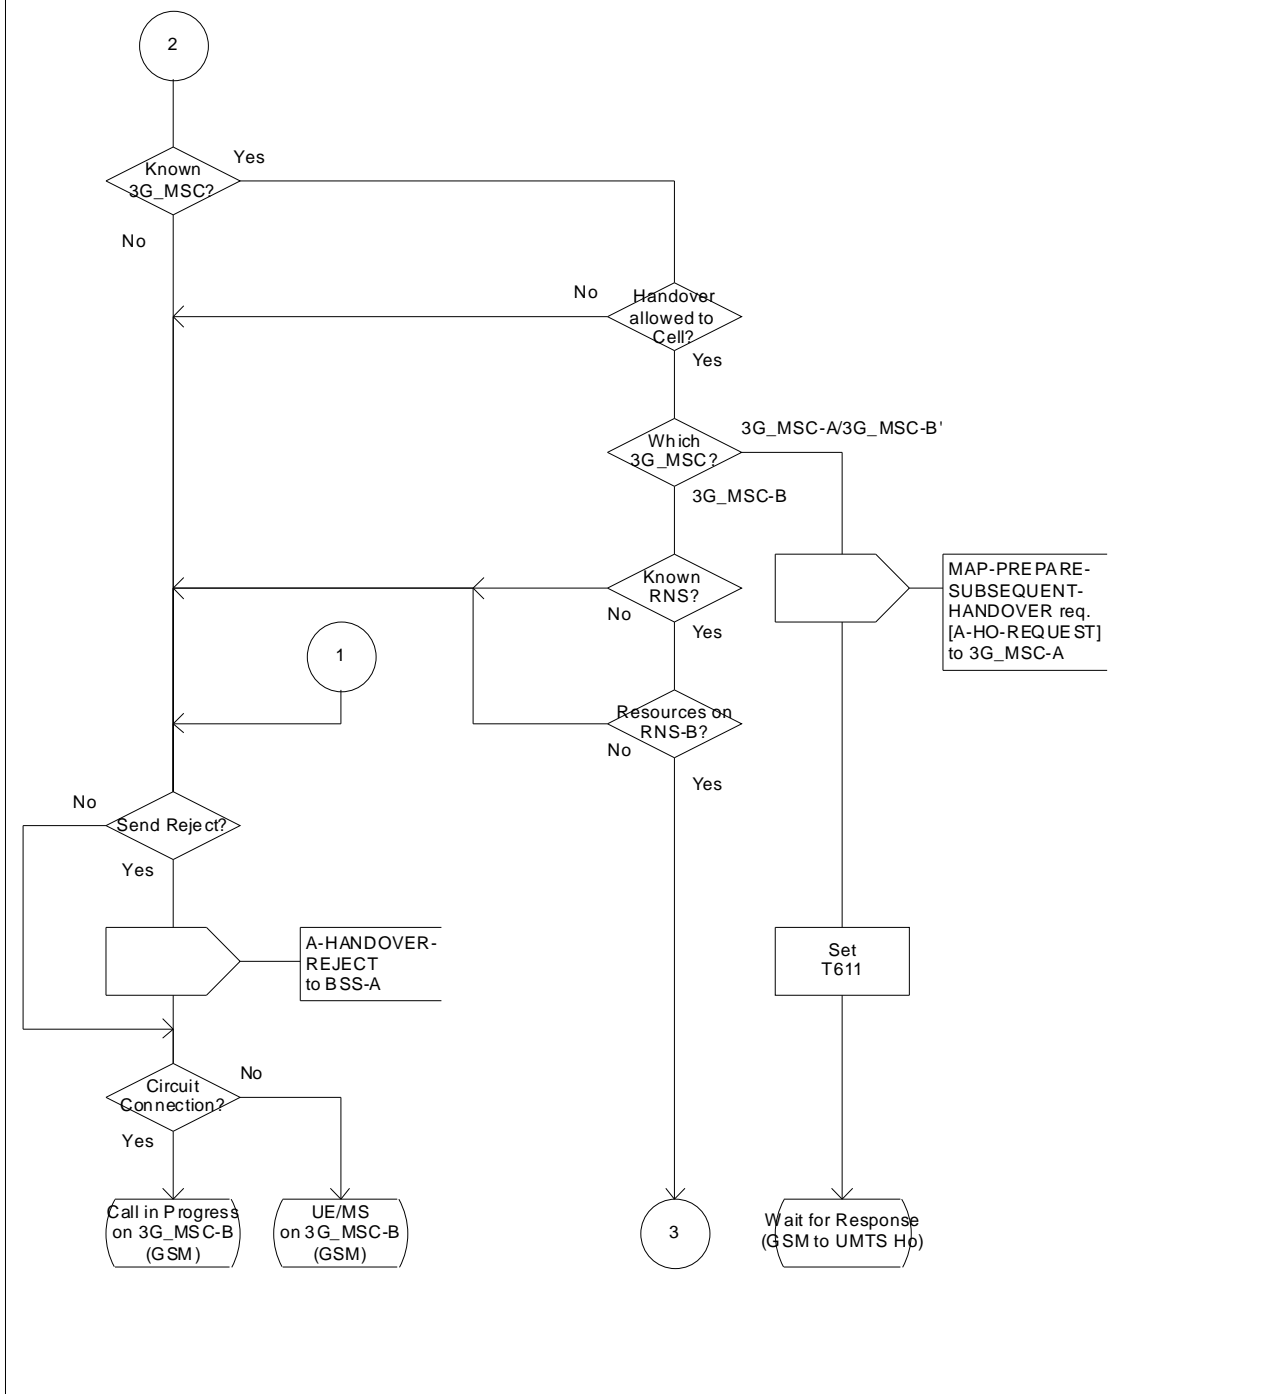 2
Known
3G_MSC?
Yes
No
Handover
allowed to
Cell?
No
Yes
Which
3G_MSC?
3G_MSC-A/3G_MSC-B'
3G_MSC-B
Known
RNS?
No
Yes
MAP-PREPARE-
SUBSEQUENT-
HANDOVER req.
[A-HO-REQUEST]
to 3G_MSC-A
1
Resources on
RNS-B?
No
Yes
Send Reject?
No
Yes
A-HANDOVER-
REJECT
to BSS-A
Set
T611
Circuit
Connection?
No
Yes
Call in Progress
on 3G_MSC-B
(GSM)
UE/MS
on 3G_MSC-B
(GSM)
3
Wait for Response
(GSM to UMTS Ho)